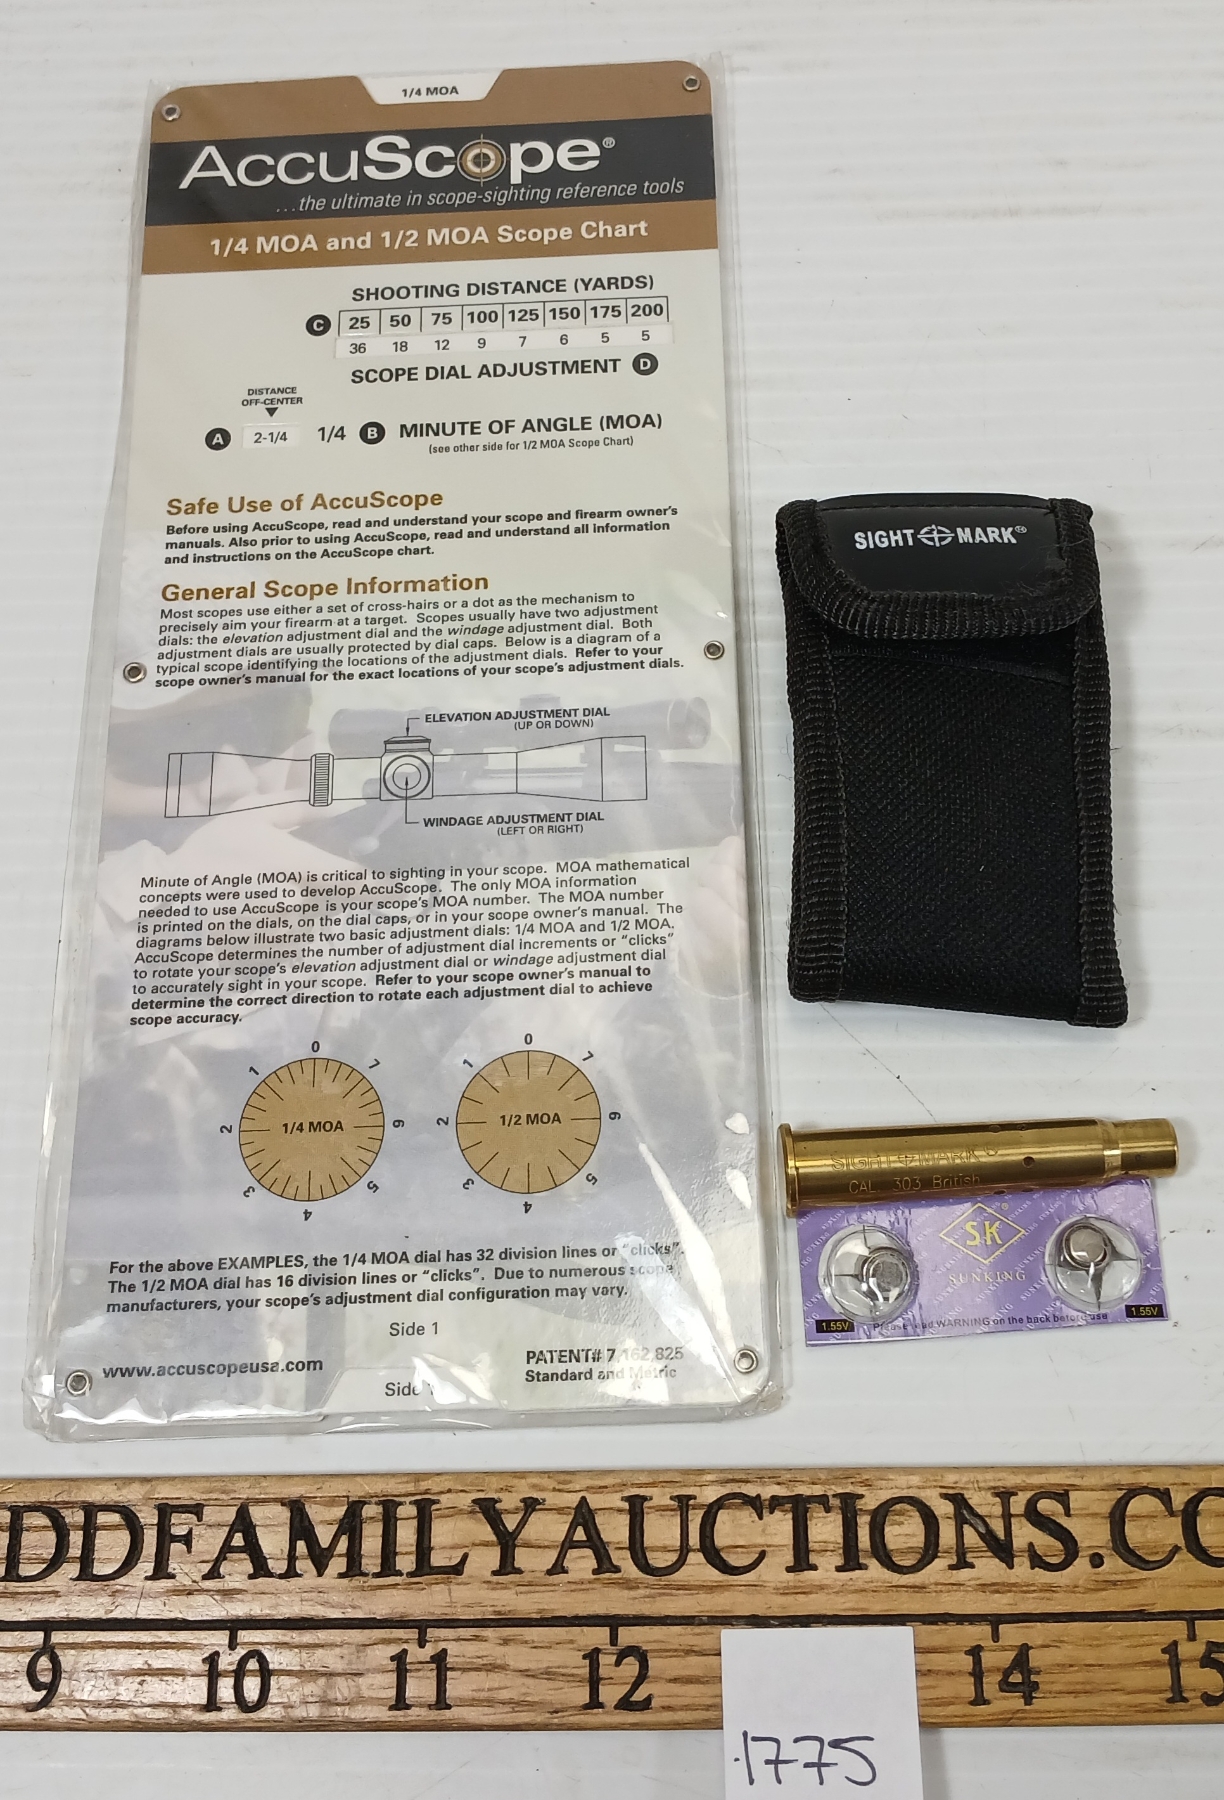 1/4 MOA
AccuScope®
...the ultimate in scope-sighting reference tools
1/4 MOA and 1/2 MOA Scope Chart
SHOOTING DISTANCE (YARDS)
C 25 50 75 100 125 150 175 200
36 18 12 9 7 6 5 5
SCOPE DIAL ADJUSTMENT D
DISTANCE
OFF-CENTER
A 2-1/4 1/4 B MINUTE OF ANGLE (MOA)
(see other side for 1/2 MOA Scope Chart)
Safe Use of AccuScope
Before using AccuScope, read and understand your scope and firearm owner's
manuals. Also prior to using AccuScope, read and understand all information
and instructions on the AccuScope chart.
General Scope Information
Most scopes use either a set of cross-hairs or a dot as the mechanism to
precisely aim your firearm at a target. Scopes usually have two adjustment
dials: the elevation adjustment dial and the windage adjustment dial. Both
adjustment dials are usually protected by dial caps. Below is a diagram of a
typical scope identifying the locations of the adjustment dials. Refer to your
scope owner's manual for the exact locations of your scope's adjustment dials.
ELEVATION ADJUSTMENT DIAL
(UP OR DOWN)
WINDAGE ADJUSTMENT DIAL
(LEFT OR RIGHT)
Minute of Angle (MOA) is critical to sighting in your scope. MOA mathematical
concepts were used to develop AccuScope. The only MOA information
needed to use AccuScope is your scope's MOA number. The MOA number
is printed on the dials, on the dial caps, or in your scope owner's manual. The
diagrams below illustrate two basic adjustment dials: 1/4 MOA and 1/2 MOA.
AccuScope determines the number of adjustment dial increments or "clicks"
to rotate your scope's elevation adjustment dial or windage adjustment dial
to accurately sight in your scope. Refer to your scope owner's manual to
determine the correct direction to rotate each adjustment dial to achieve
scope accuracy.
0 1 2 3 4 5 6 7
1/4 MOA
0 1 2 3 4 5 6 7
1/2 MOA
For the above EXAMPLES, the 1/4 MOA dial has 32 division lines or "clicks".
The 1/2 MOA dial has 16 division lines or "clicks". Due to numerous scope
manufacturers, your scope's adjustment dial configuration may vary.
Side 1
www.accuscopeusa.com
PATENT# 7,162,825
Standard and Metric
Side
SIGHT MARK®
SIGHT MARK
CAL. 303 British
SK®
SUNKING
1.55V
Please read WARNING on the back before use
1.55V
DDFAMILYAUCTIONS.CO
9 10 11 12 14 15
1775